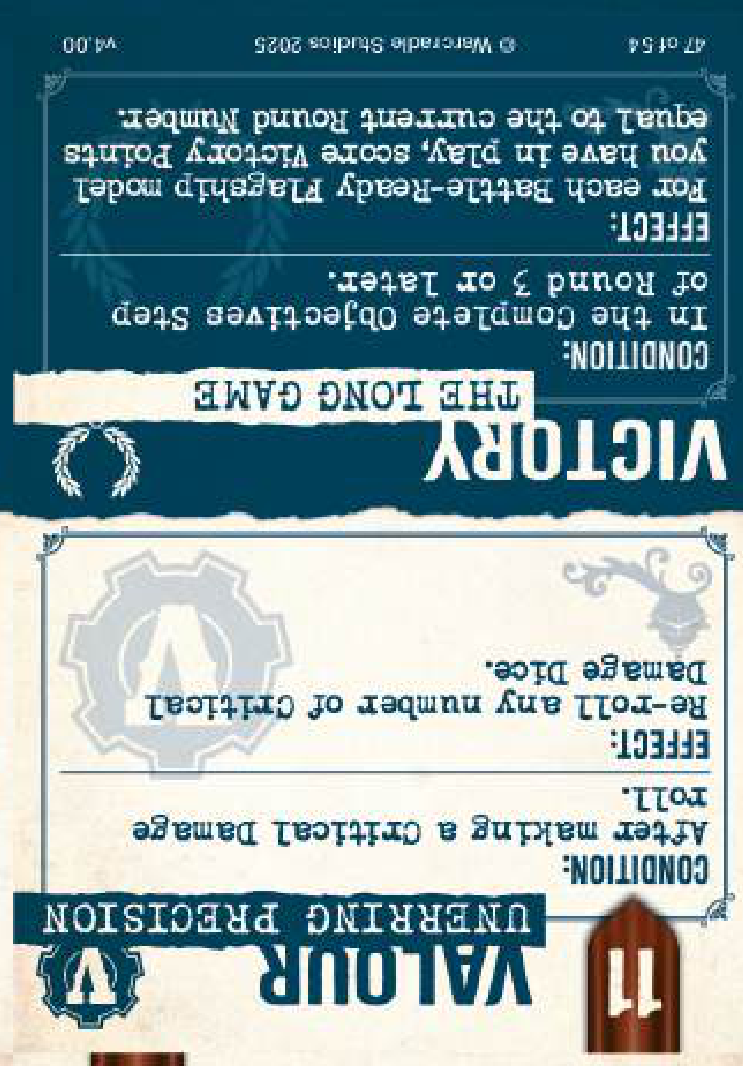 11
VALOUR
UNERRING PRECISION
CONDITION:
After making a Critical Damage
roll.
EFFECT:
Re-roll any number of Critical
Damage Dice.
VICTORY
THE LONG GAME
CONDITION:
In the Complete Objectives Step
of Round 3 or later.
EFFECT:
For each Battle-Ready Flagship model
you have in play, score Victory Points
equal to the current Round Number.
47 of 54 © Warcradle Studios 2025 v4.00